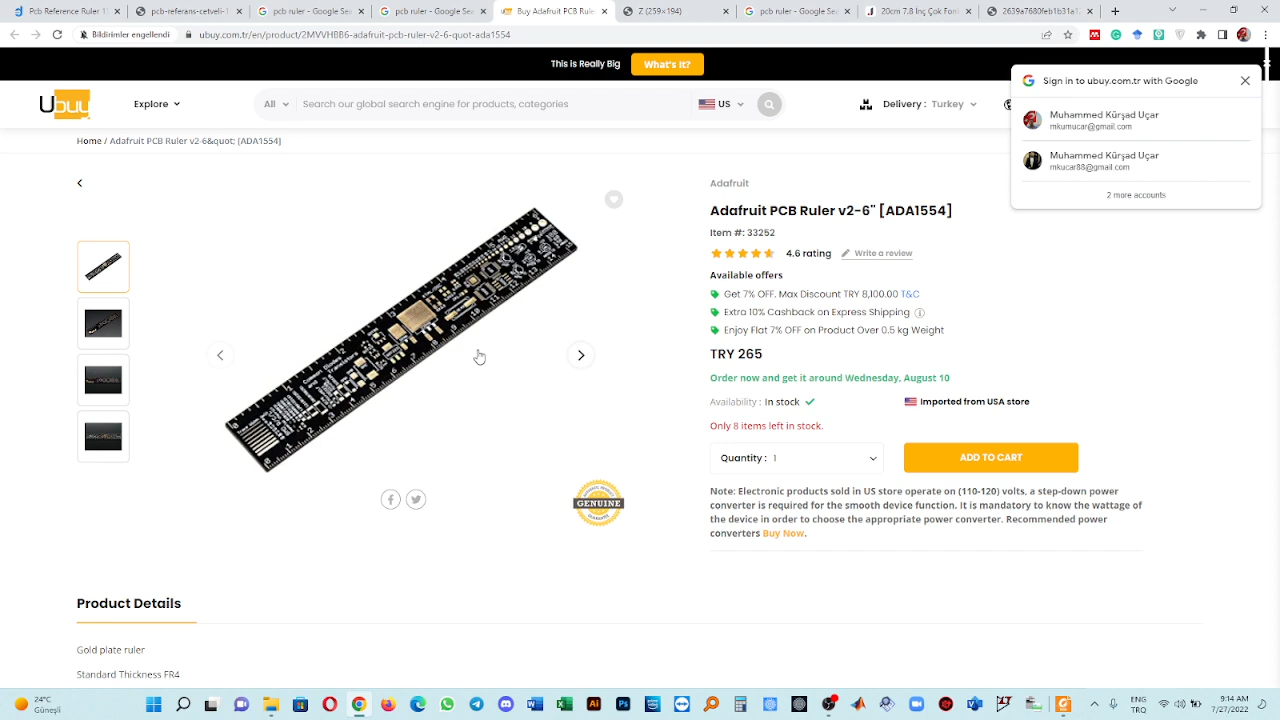 PCB Reference Ruler 1
pcb-referans-cetveli-1
pcb ruler - Google Sea
pcb ruler - Google Sea
Buy Adafruit PCB Rule
Z (259×194)
pcb ruler - Google Sea
20cm 7.8 İnç Çok Fonk
2639a7680feb1b31a1
Bildirimler engellendi
ubuy.com.tr/en/product/2MVVHBB6-adafruit-pcb-ruler-v2-6-quot-ada1554
This is Really Big
What's It?
Sign in to ubuy.com.tr with Google
Muhammed Kürşad Uçar
mkumucar@gmail.com
Muhammed Kürşad Uçar
mkucar88@gmail.com
2 more accounts
Ubuy
Explore
All
Search our global search engine for products, categories
US
Delivery : Turkey
Home / Adafruit PCB Ruler v2-6&quot; [ADA1554]
Adafruit
Adafruit PCB Ruler v2-6" [ADA1554]
Item #: 33252
4.6 rating
Write a review
Available offers
Get 7% OFF. Max Discount TRY 8,100.00 T&C
Extra 10% Cashback on Express Shipping
Enjoy Flat 7% OFF on Product Over 0.5 kg Weight
TRY 265
Order now and get it around Wednesday, August 10
Availability : In stock
Imported from USA store
Only 8 items left in stock.
Quantity : 1
ADD TO CART
GENUINE
Note: Electronic products sold in US store operate on (110-120) volts, a step-down power
converter is required for the smooth device function. It is mandatory to know the wattage of
the device in order to choose the appropriate power converter. Recommended power
converters Buy Now.
Product Details
Gold plate ruler
Standard Thickness FR4
24°C
Güneşli
ENG
TRQ
9:14 AM
7/27/2022